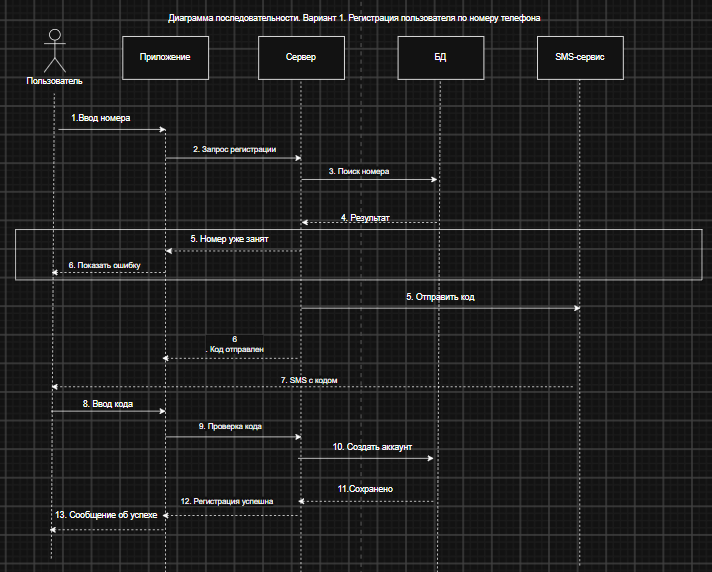 Диаграмма последовательности. Вариант 1. Регистрация пользователя по номеру телефона
Приложение
Сервер
БД
SMS-сервис
Пользователь
1.Ввод номера
2. Запрос регистрации
3. Поиск номера
4. Результат
5. Номер уже занят
6. Показать ошибку
5. Отправить код
6
. Код отправлен
7. SMS с кодом
8. Ввод кода
9. Проверка кода
10. Создать аккаунт
11.Сохранено
12. Регистрация успешна
13. Сообщение об успехе